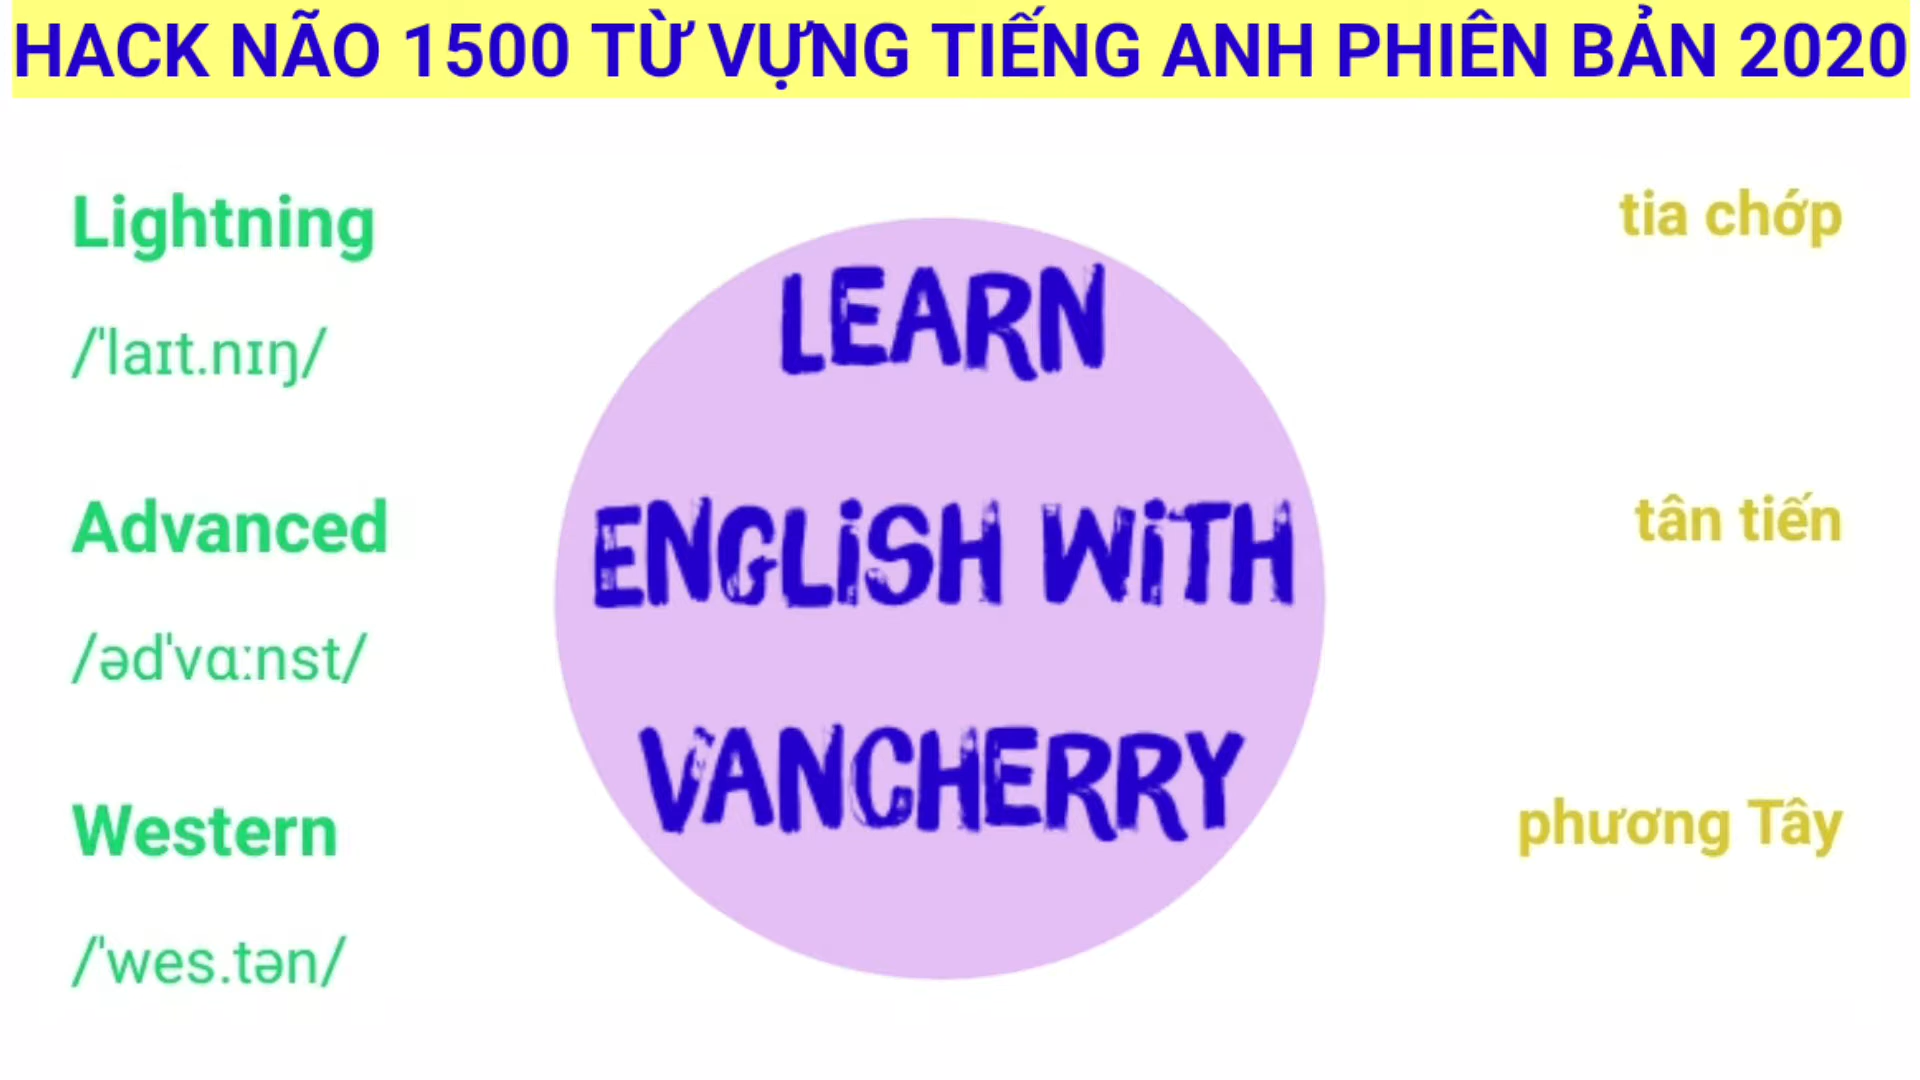 HACK NÃO 1500 TỪ VỰNG TIẾNG ANH PHIÊN BẢN 2020
Lightning
tia chớp
/ˈlaɪt.nɪŋ/
Advanced
tân tiến
/ədˈvɑːnst/
Western
phương Tây
/ˈwes.tən/
LEARN
ENGLiSH WiTH
VANCHERRY